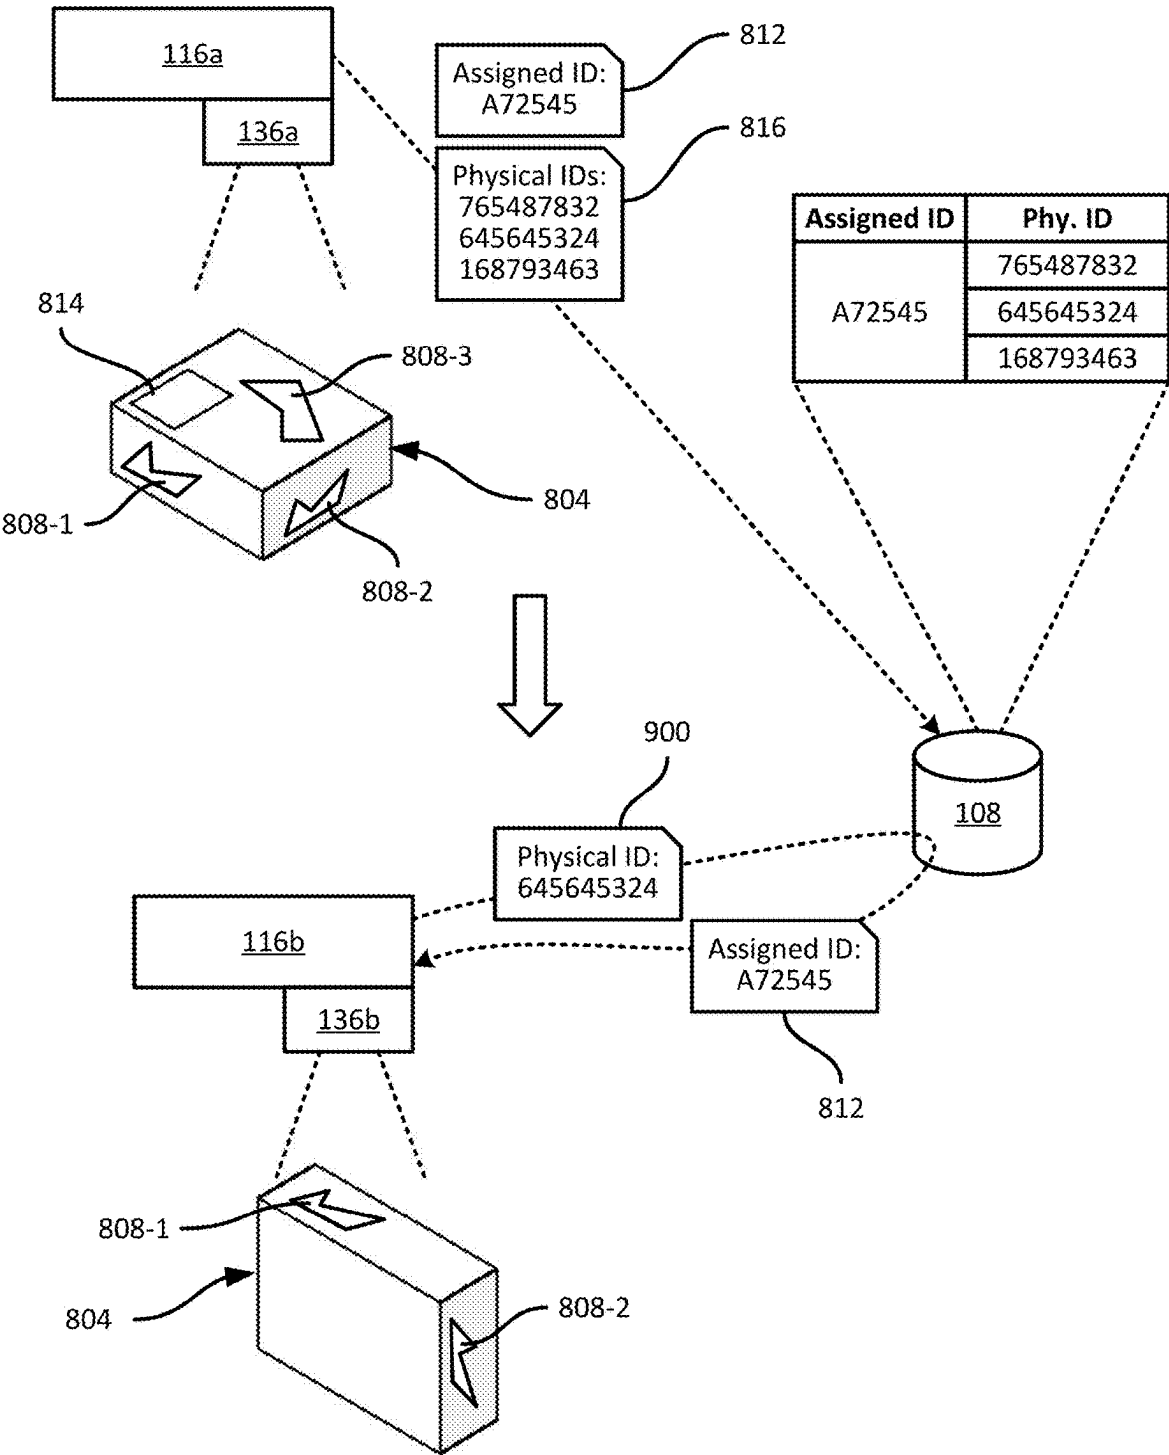 116a
136a
Assigned ID:
A72545
812
Physical IDs:
765487832
645645324
168793463
816
Assigned ID Phy. ID
A72545
765487832
645645324
168793463
814
808-3
804
808-1
808-2
900
108
Physical ID:
645645324
116b
136b
Assigned ID:
A72545
812
808-1
804
808-2